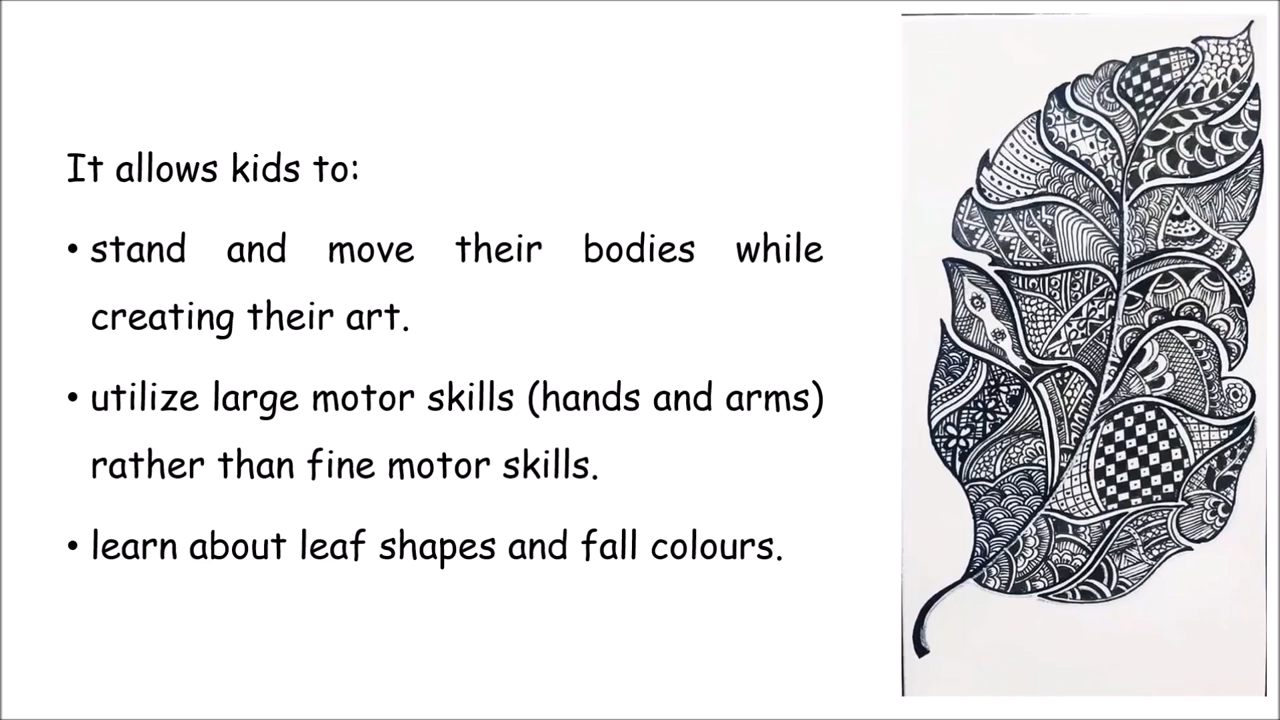 It allows kids to:
• stand and move their bodies while
creating their art.
• utilize large motor skills (hands and arms)
rather than fine motor skills.
• learn about leaf shapes and fall colours.